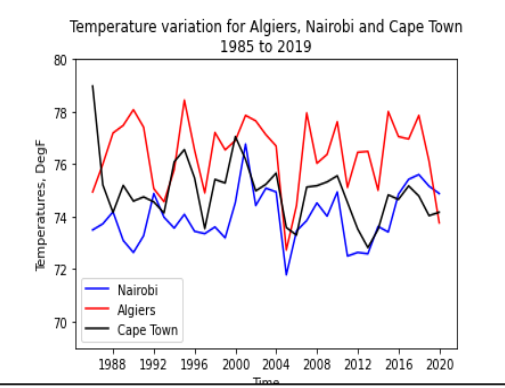 Temperature variation for Algiers, Nairobi and Cape Town
1985 to 2019
Temperatures, DegF
80
78
76
74
72
70
Nairobi
Algiers
Cape Town
1988 1992 1996 2000 2004 2008 2012 2016 2020
Time